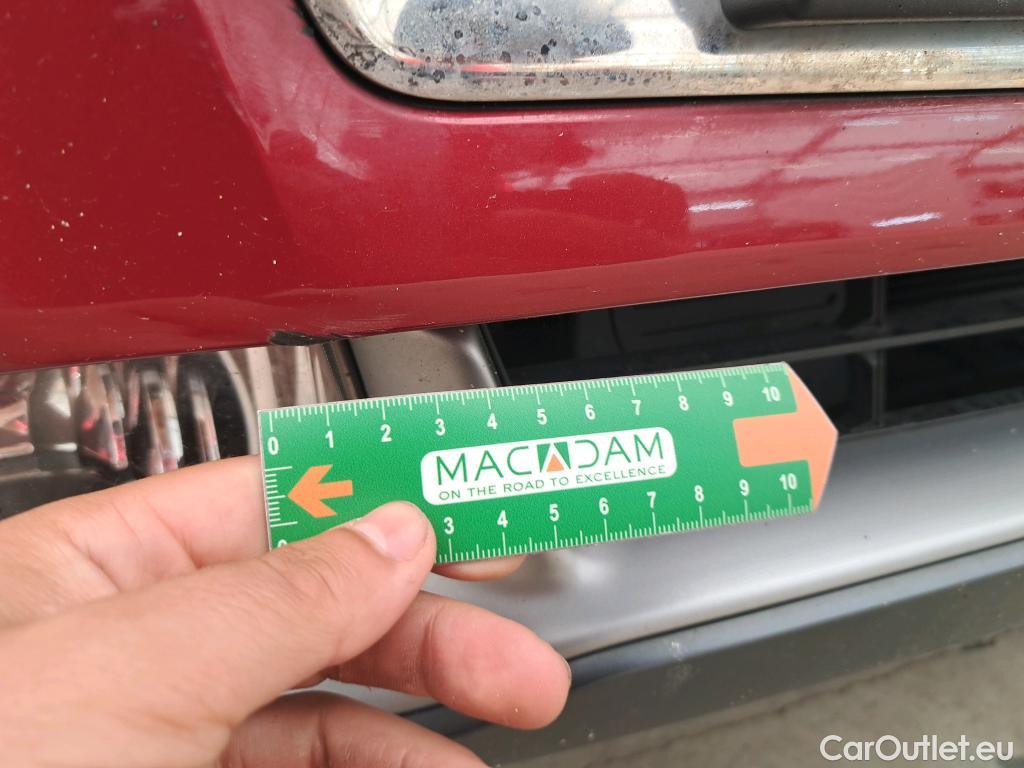 0 1 2 3 4 5 6 7 8 9 10
MACADAM
ON THE ROAD TO EXCELLENCE
3 4 5 6 7 8 9 10
CarOutlet.eu